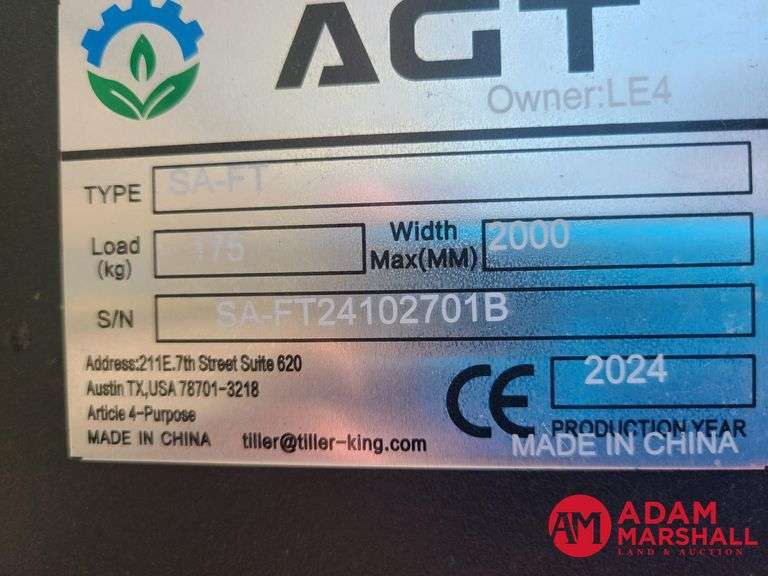 AGT
Owner:LE4
TYPE SA-FT
Load (kg) 175 Width Max(MM) 2000
S/N SA-FT24102701B
Address:211E.7th Street Suite 620
Austin TX,USA 78701-3218
Article 4-Purpose
MADE IN CHINA tiller@tiller-king.com
CE 2024
PRODUCTION YEAR
MADE IN CHINA
AM ADAM
MARSHALL
LAND & AUCTION